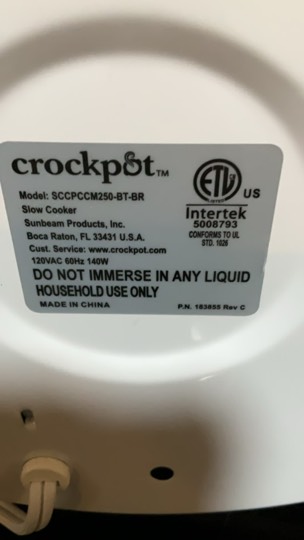 crockpot™
Model: SCCPCCM250-BT-BR
Slow Cooker
Sunbeam Products, Inc.
Boca Raton, FL 33431 U.S.A.
Cust. Service: www.crockpot.com
120VAC 60Hz 140W
ETL US
Intertek
5008793
CONFORMS TO UL
STD. 1026
DO NOT IMMERSE IN ANY LIQUID
HOUSEHOLD USE ONLY
MADE IN CHINA
P.N. 183855 Rev C